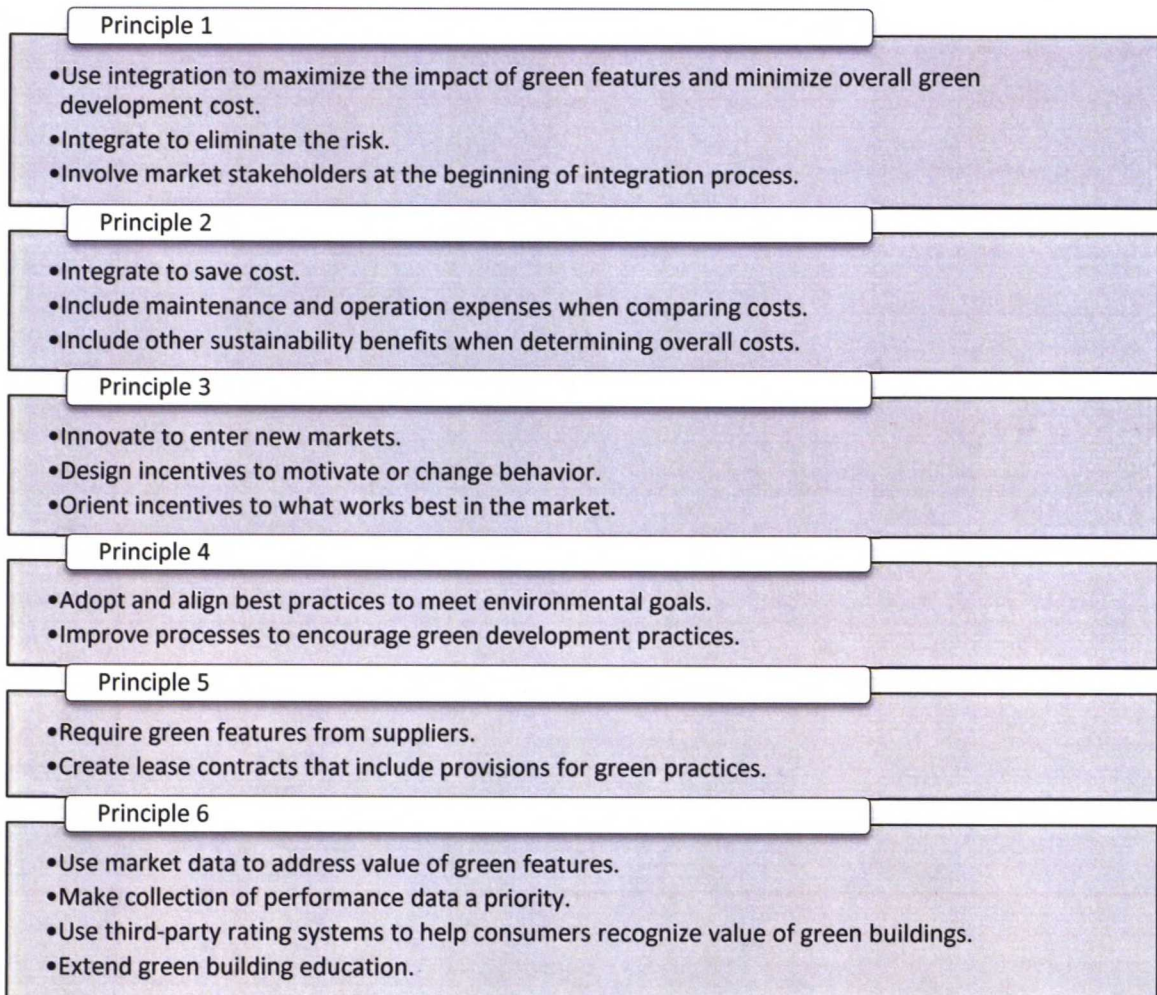 Principle 1
•Use integration to maximize the impact of green features and minimize overall green
development cost.
•Integrate to eliminate the risk.
•Involve market stakeholders at the beginning of integration process.
Principle 2
•Integrate to save cost.
•Include maintenance and operation expenses when comparing costs.
•Include other sustainability benefits when determining overall costs.
Principle 3
•Innovate to enter new markets.
•Design incentives to motivate or change behavior.
•Orient incentives to what works best in the market.
Principle 4
•Adopt and align best practices to meet environmental goals.
•Improve processes to encourage green development practices.
Principle 5
•Require green features from suppliers.
•Create lease contracts that include provisions for green practices.
Principle 6
•Use market data to address value of green features.
•Make collection of performance data a priority.
•Use third-party rating systems to help consumers recognize value of green buildings.
•Extend green building education.